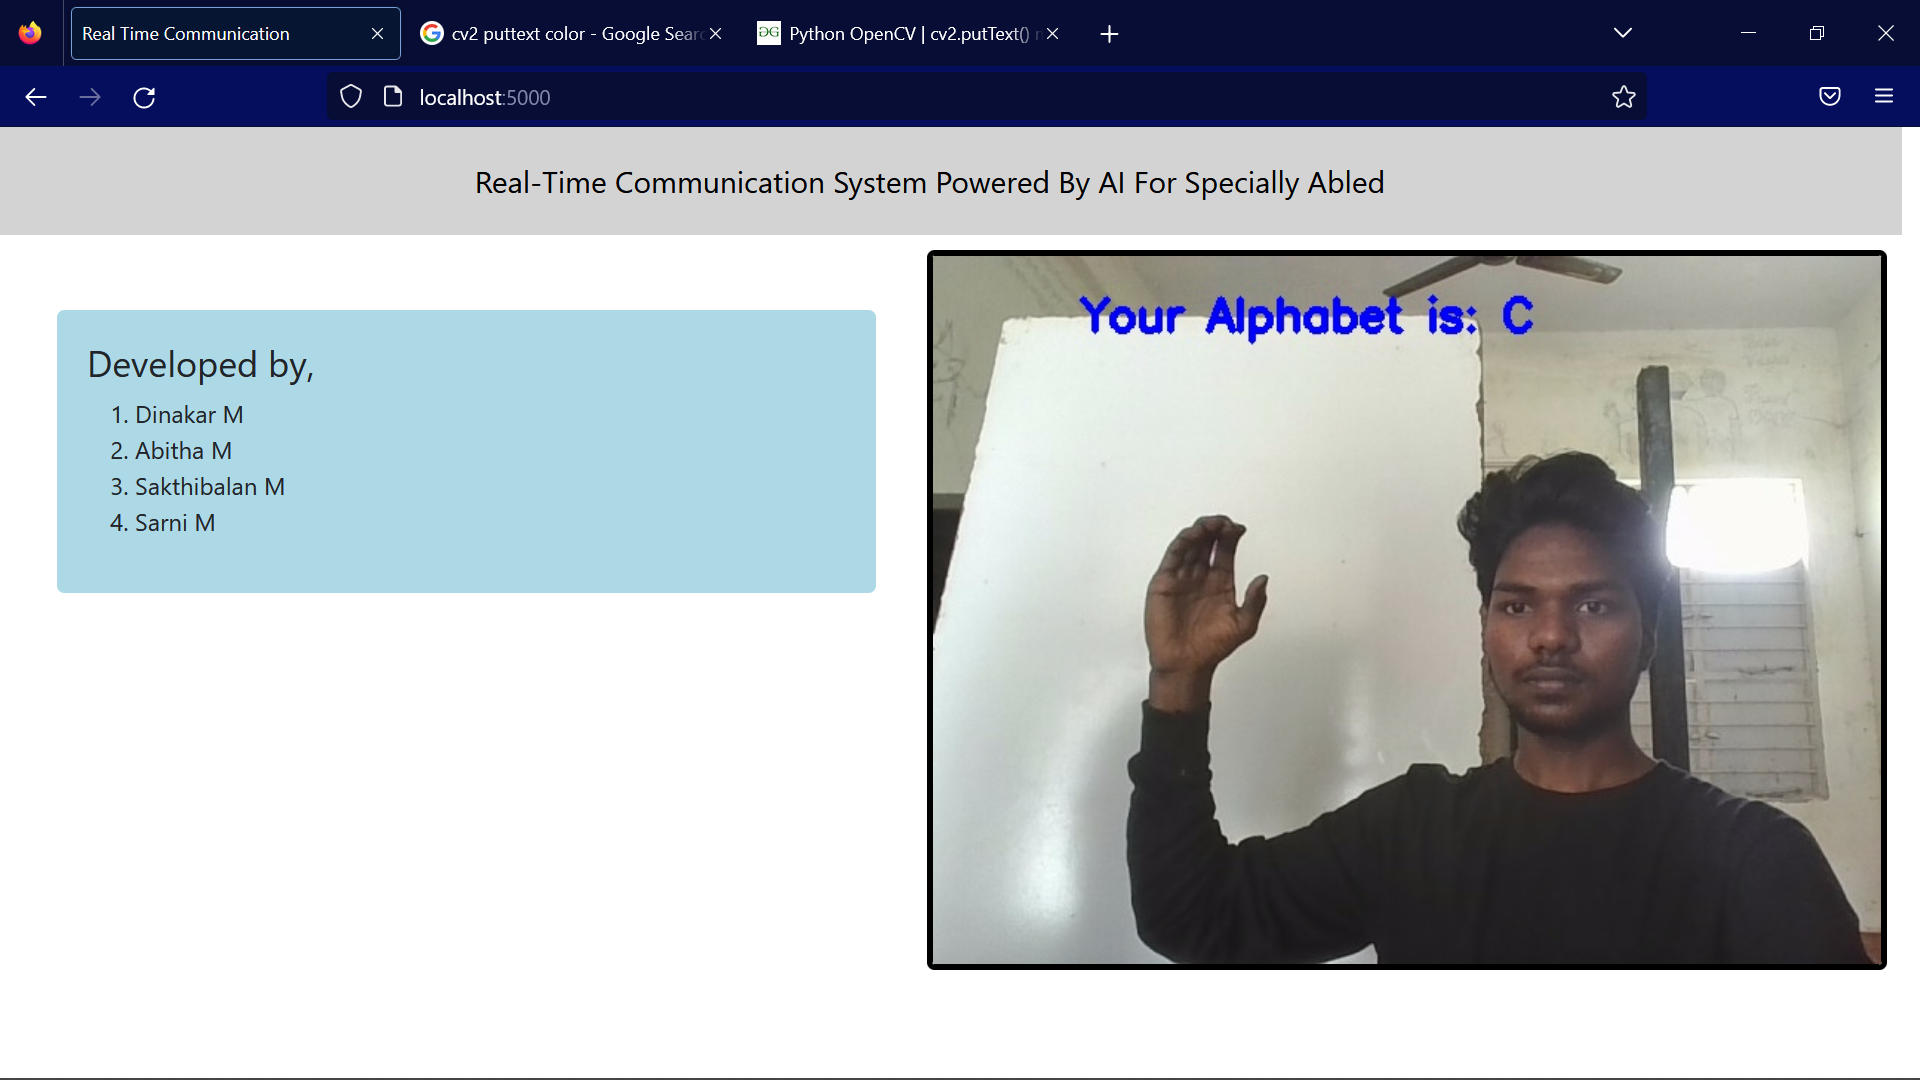 Real Time Communication
cv2 puttext color - Google Sear
Python OpenCV | cv2.putText()
localhost:5000
Real-Time Communication System Powered By AI For Specially Abled
Developed by,
1. Dinakar M
2. Abitha M
3. Sakthibalan M
4. Sarni M
Your Alphabet is: C